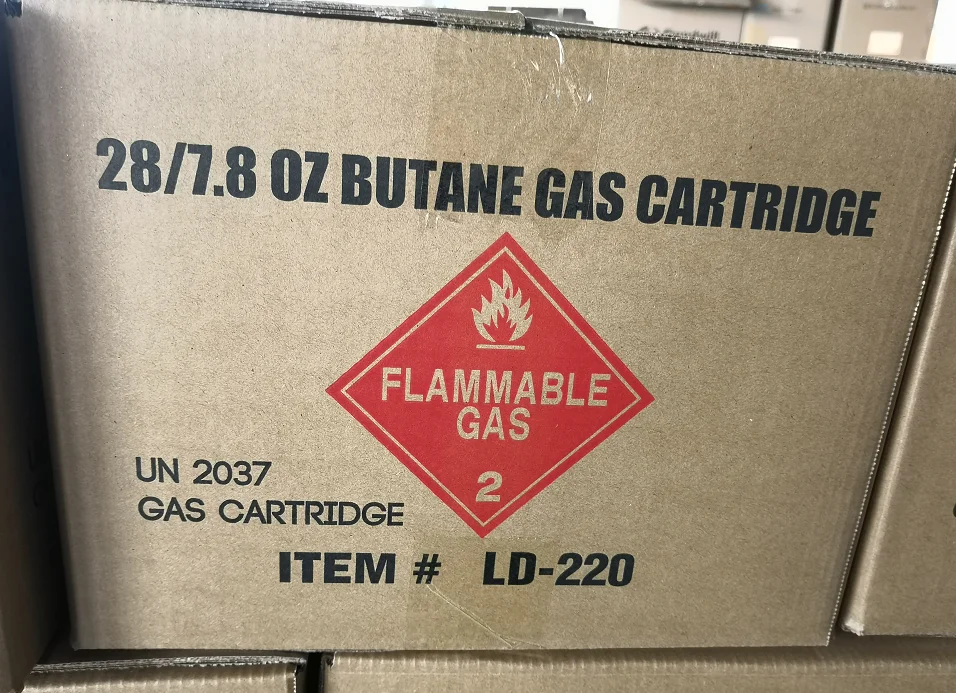 28/7.8 OZ BUTANE GAS CARTRIDGE
FLAMMABLE
GAS
2
UN 2037
GAS CARTRIDGE
ITEM # LD-220